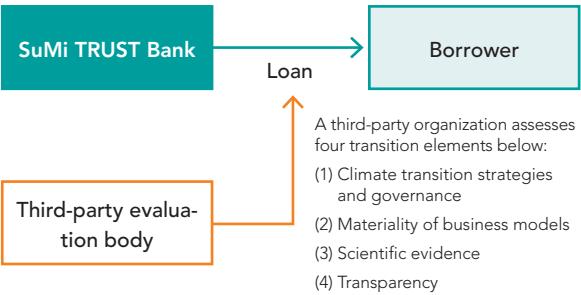 SuMi TRUST Bank
Borrower
Loan
A third-party organization assesses
four transition elements below:
(1) Climate transition strategies
and governance
(2) Materiality of business models
(3) Scientific evidence
(4) Transparency
Third-party evalua-
tion body